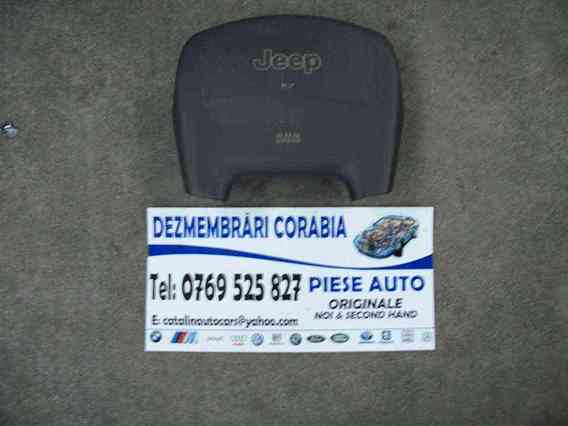 Jeep
DEZMEMBRĂRI CORABIA
Tel: 0769 525 827
PIESE AUTO
ORIGINALE
NOI & SECOND HAND
E: catalinautocars@yahoo.com